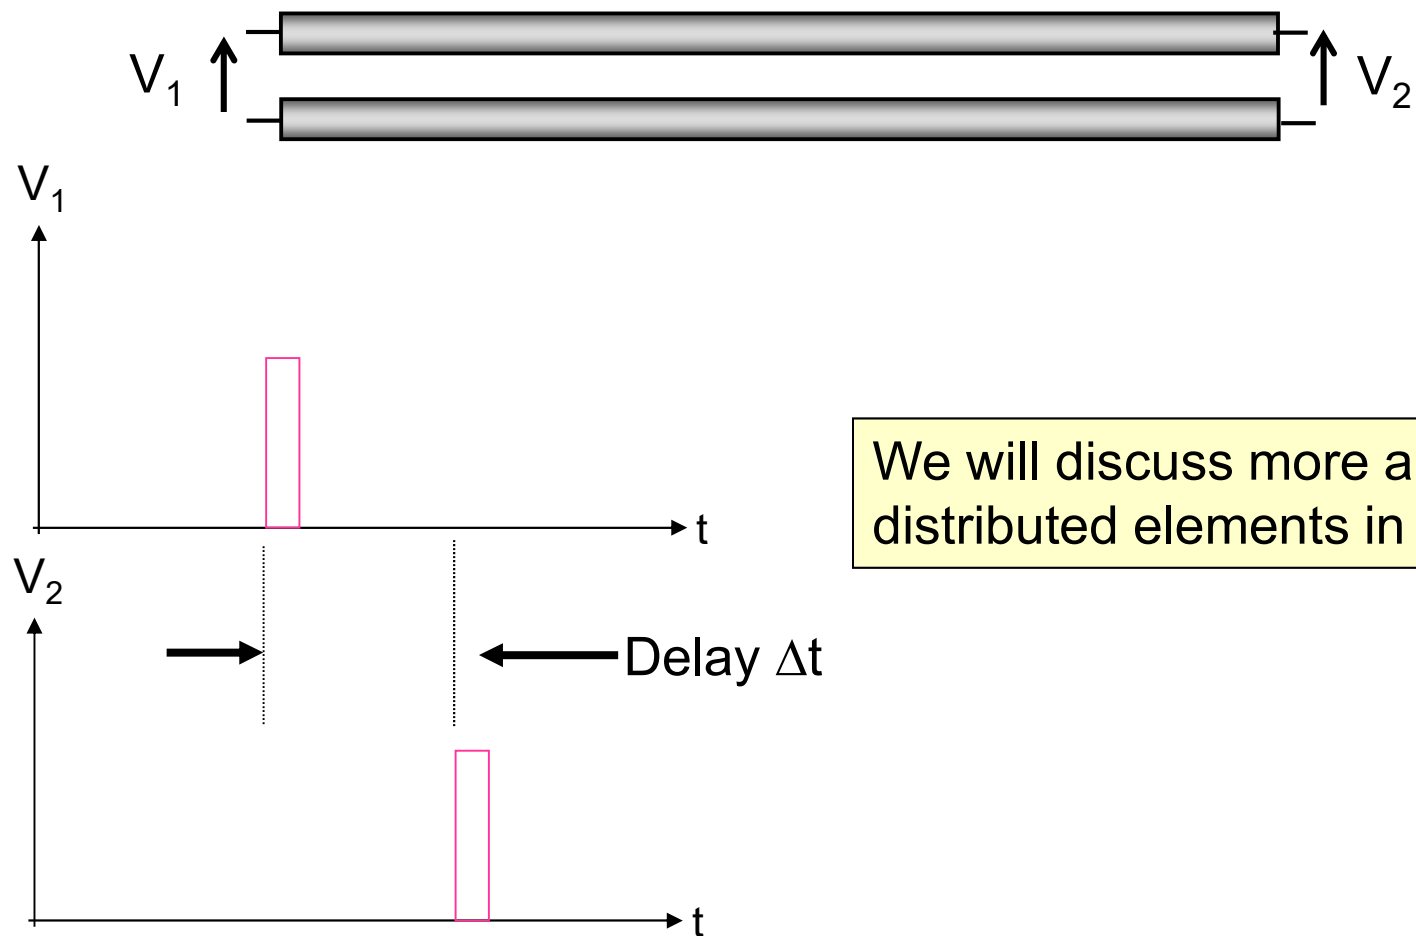 V₁
V₂
V₁
t
We will discuss more a
distributed elements in
V₂
Delay Δt
t